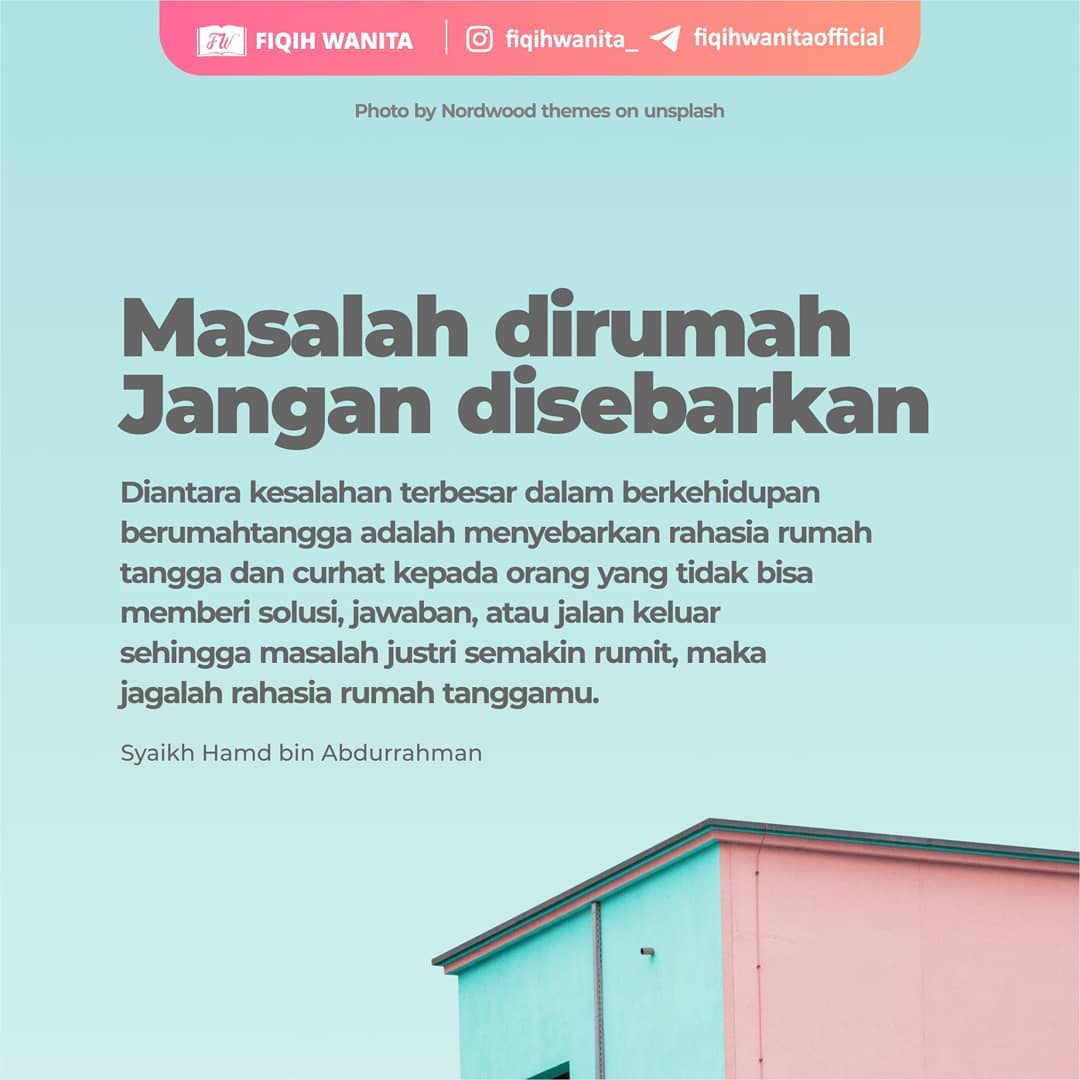 FW FIQIH WANITA | fiqihwanita_ fiqihwanitaofficial
Photo by Nordwood themes on unsplash
Masalah dirumah
Jangan disebarkan
Diantara kesalahan terbesar dalam berkehidupan
berumahtangga adalah menyebarkan rahasia rumah
tangga dan curhat kepada orang yang tidak bisa
memberi solusi, jawaban, atau jalan keluar
sehingga masalah justri semakin rumit, maka
jagalah rahasia rumah tanggamu.
Syaikh Hamd bin Abdurrahman